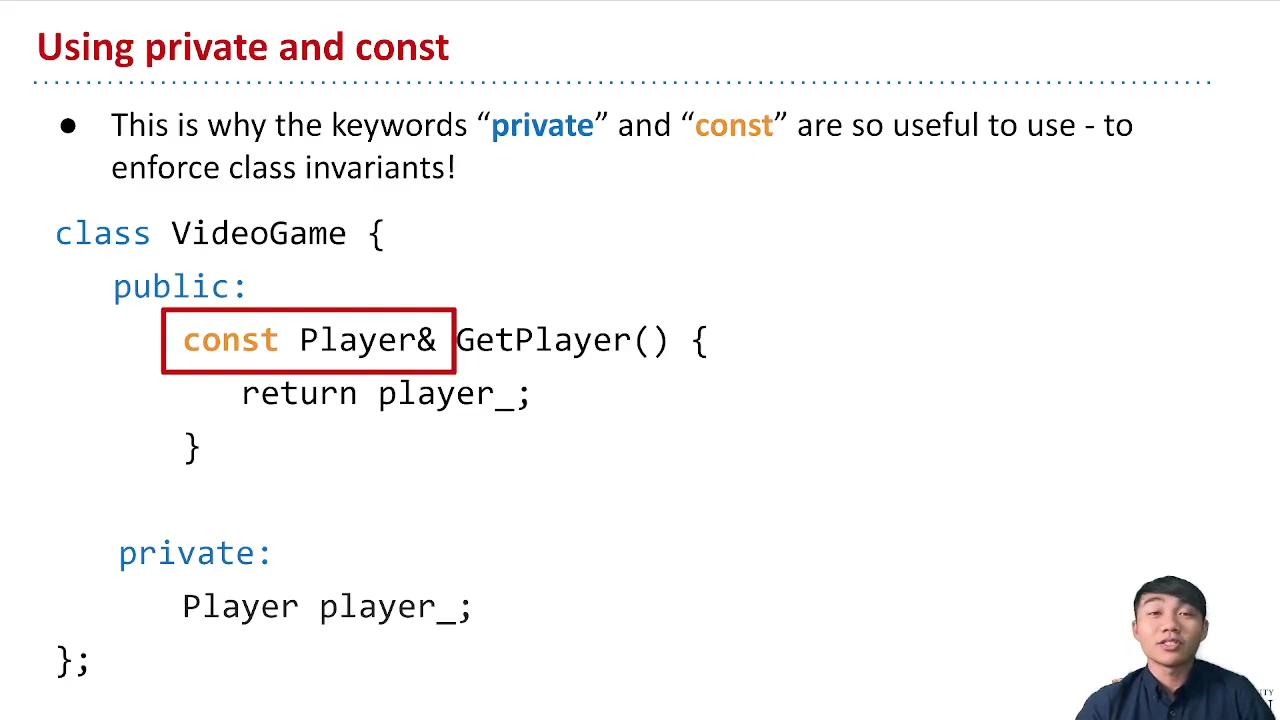 Using private and const
● This is why the keywords “private” and “const” are so useful to use - to
enforce class invariants!
class VideoGame {
public:
const Player& GetPlayer() {
return player_;
}
private:
Player player_;
};